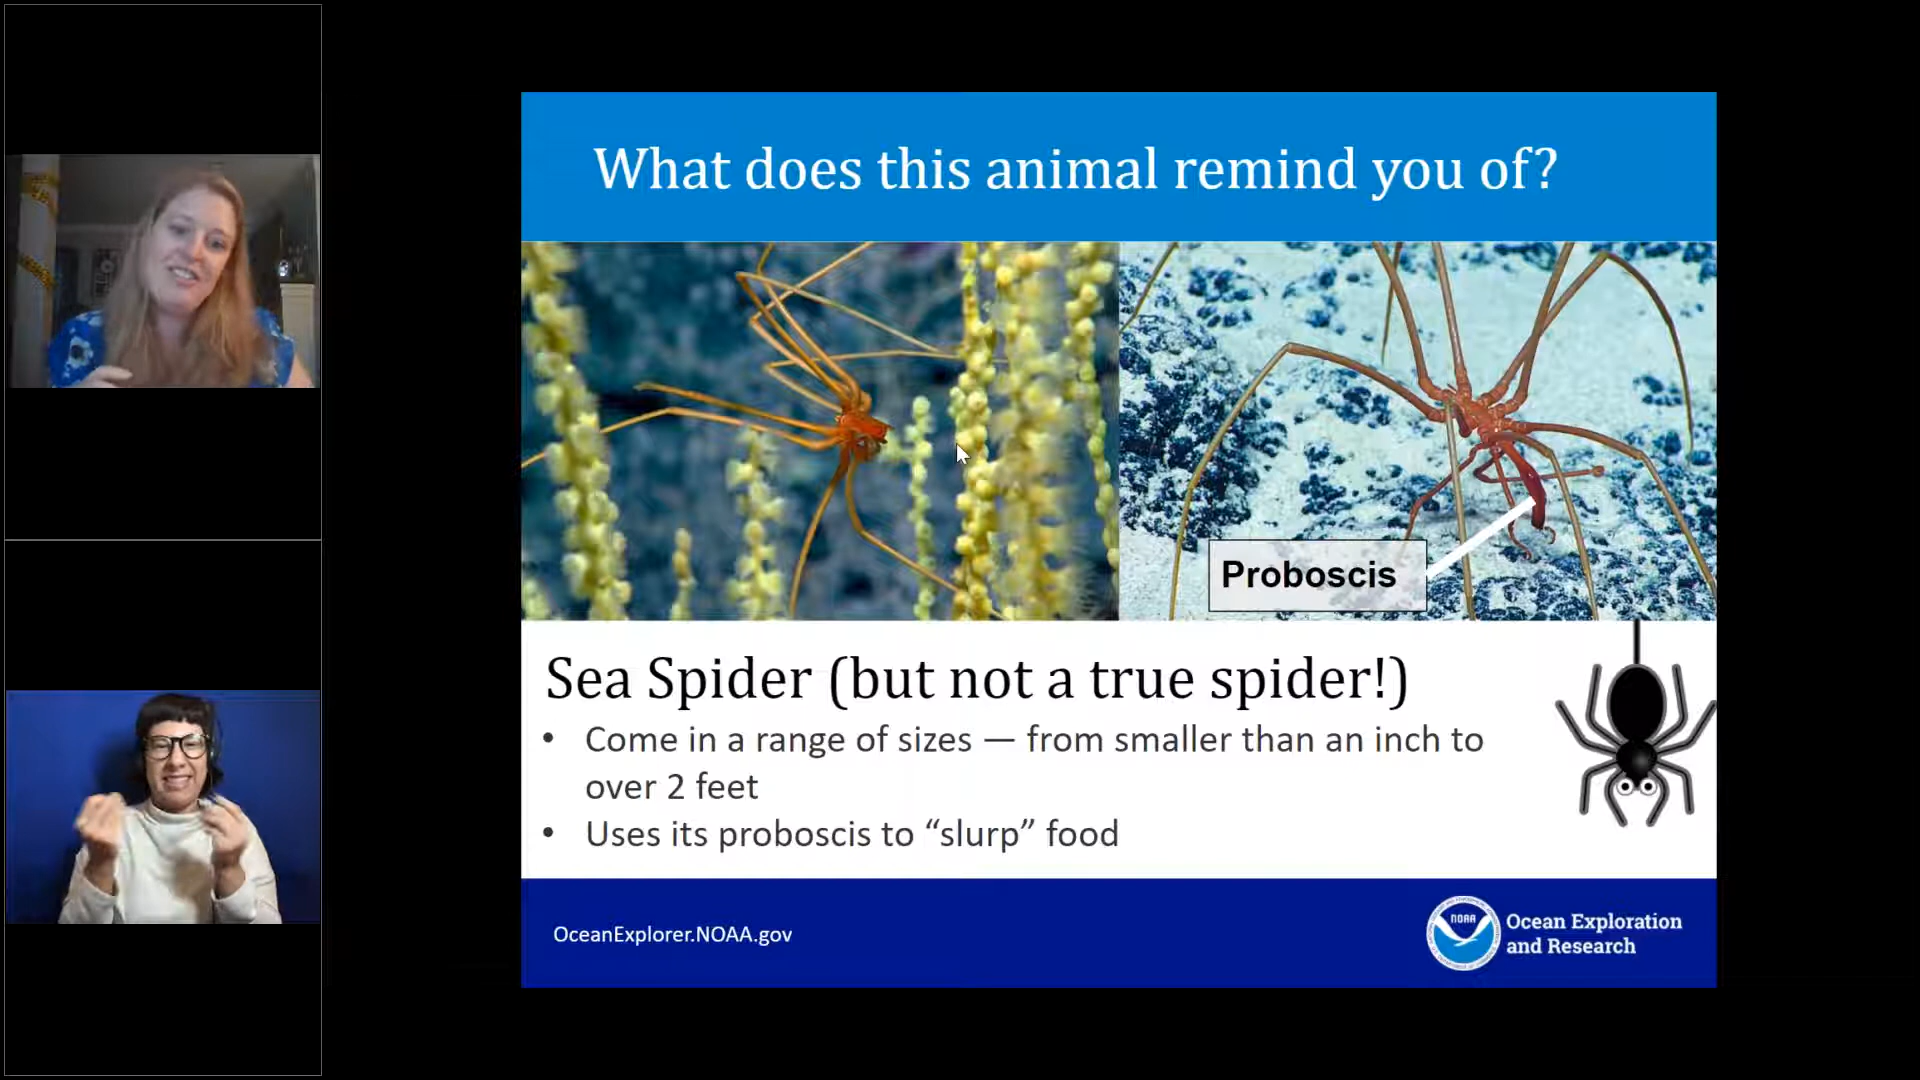 What does this animal remind you of?
Proboscis
Sea Spider (but not a true spider!)
• Come in a range of sizes — from smaller than an inch to
over 2 feet
• Uses its proboscis to “slurp” food
OceanExplorer.NOAA.gov
NOAA
Ocean Exploration
and Research